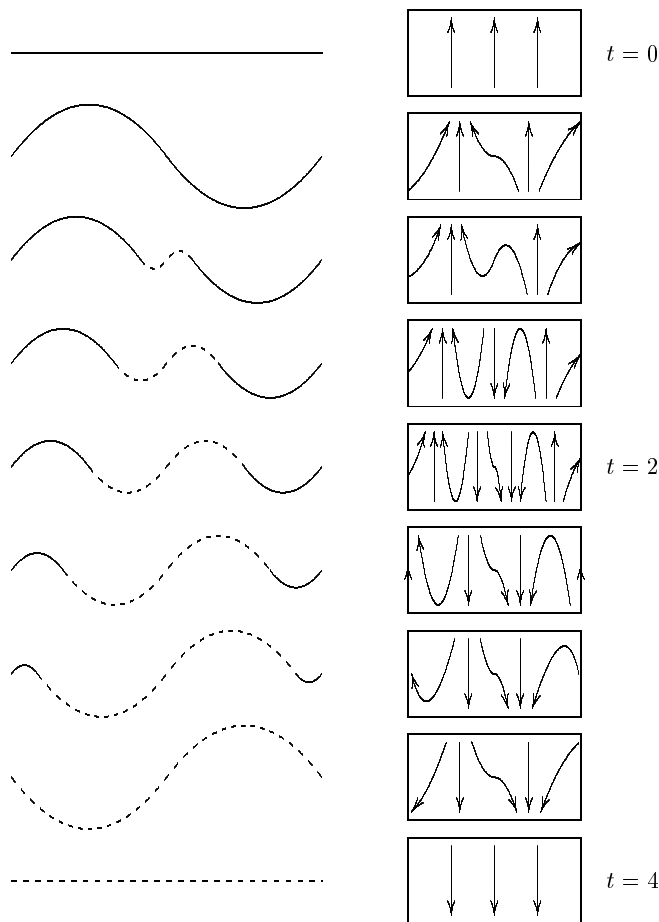 t = 0
t = 2
t = 4